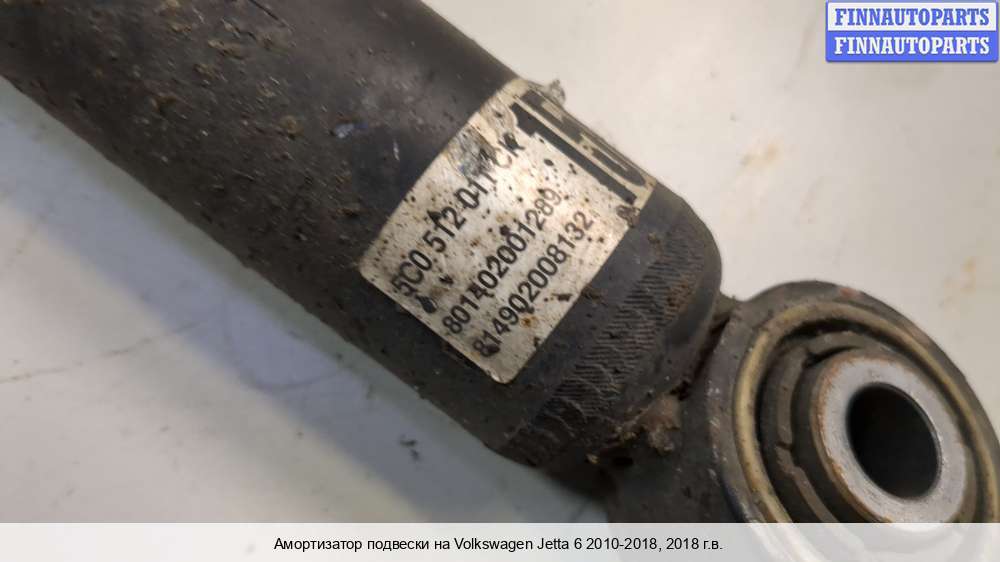 FINNAUTOPARTS
FINNAUTOPARTS
5C0 512 011 CK
801402001289
814902008132
Амортизатор подвески на Volkswagen Jetta 6 2010-2018, 2018 г.в.